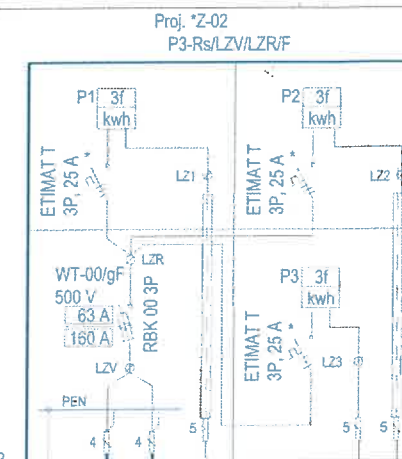 Proj. *Z-02
P3-Rs/LZV/LZR/F
P1 3f
kwh
P2 3f
kwh
ETIMAT T
3P, 25 A *
LZ1
ETIMAT T
3P, 25 A *
LZ2
LZR
WT-00/gF
500 V
63 A
160 A
RBK 00 3P
P3 3f
kwh
ETIMAT T
3P, 25 A *
LZ3
LZV
PEN
4
4
5
5
5